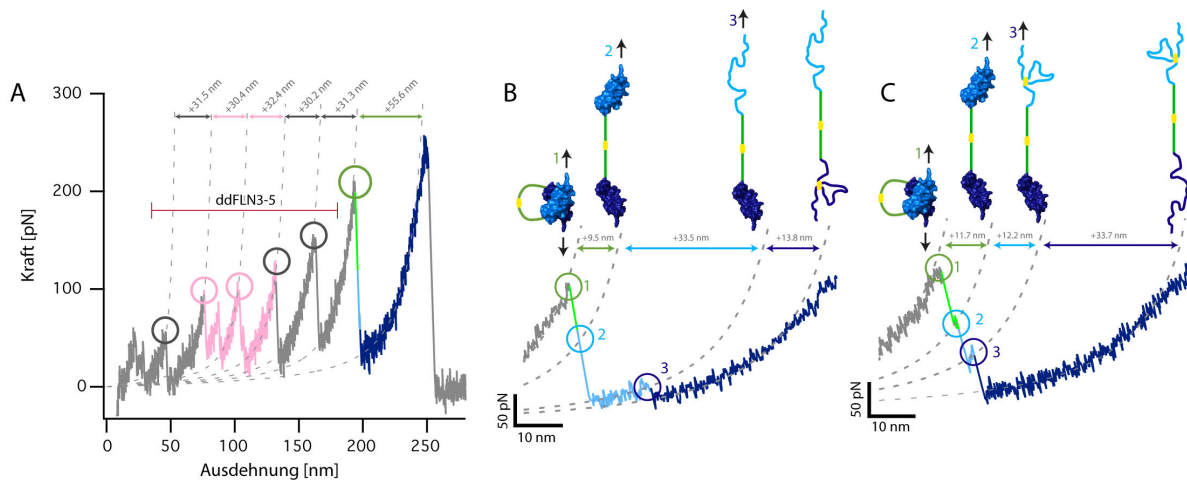 A
Kraft [pN]
300
200
100
0
+31.5 nm
+30.4 nm
+32.4 nm
+30.2 nm
+31.3 nm
+55.6 nm
ddFLN3-5
0
50
100
150
200
250
Ausdehnung [nm]
B
1
2
3
+9.5 nm
+33.5 nm
+13.8 nm
1
2
3
50 pN
10 nm
C
1
2
3
+11.7 nm
+12.2 nm
+33.7 nm
1
2
3
50 pN
10 nm